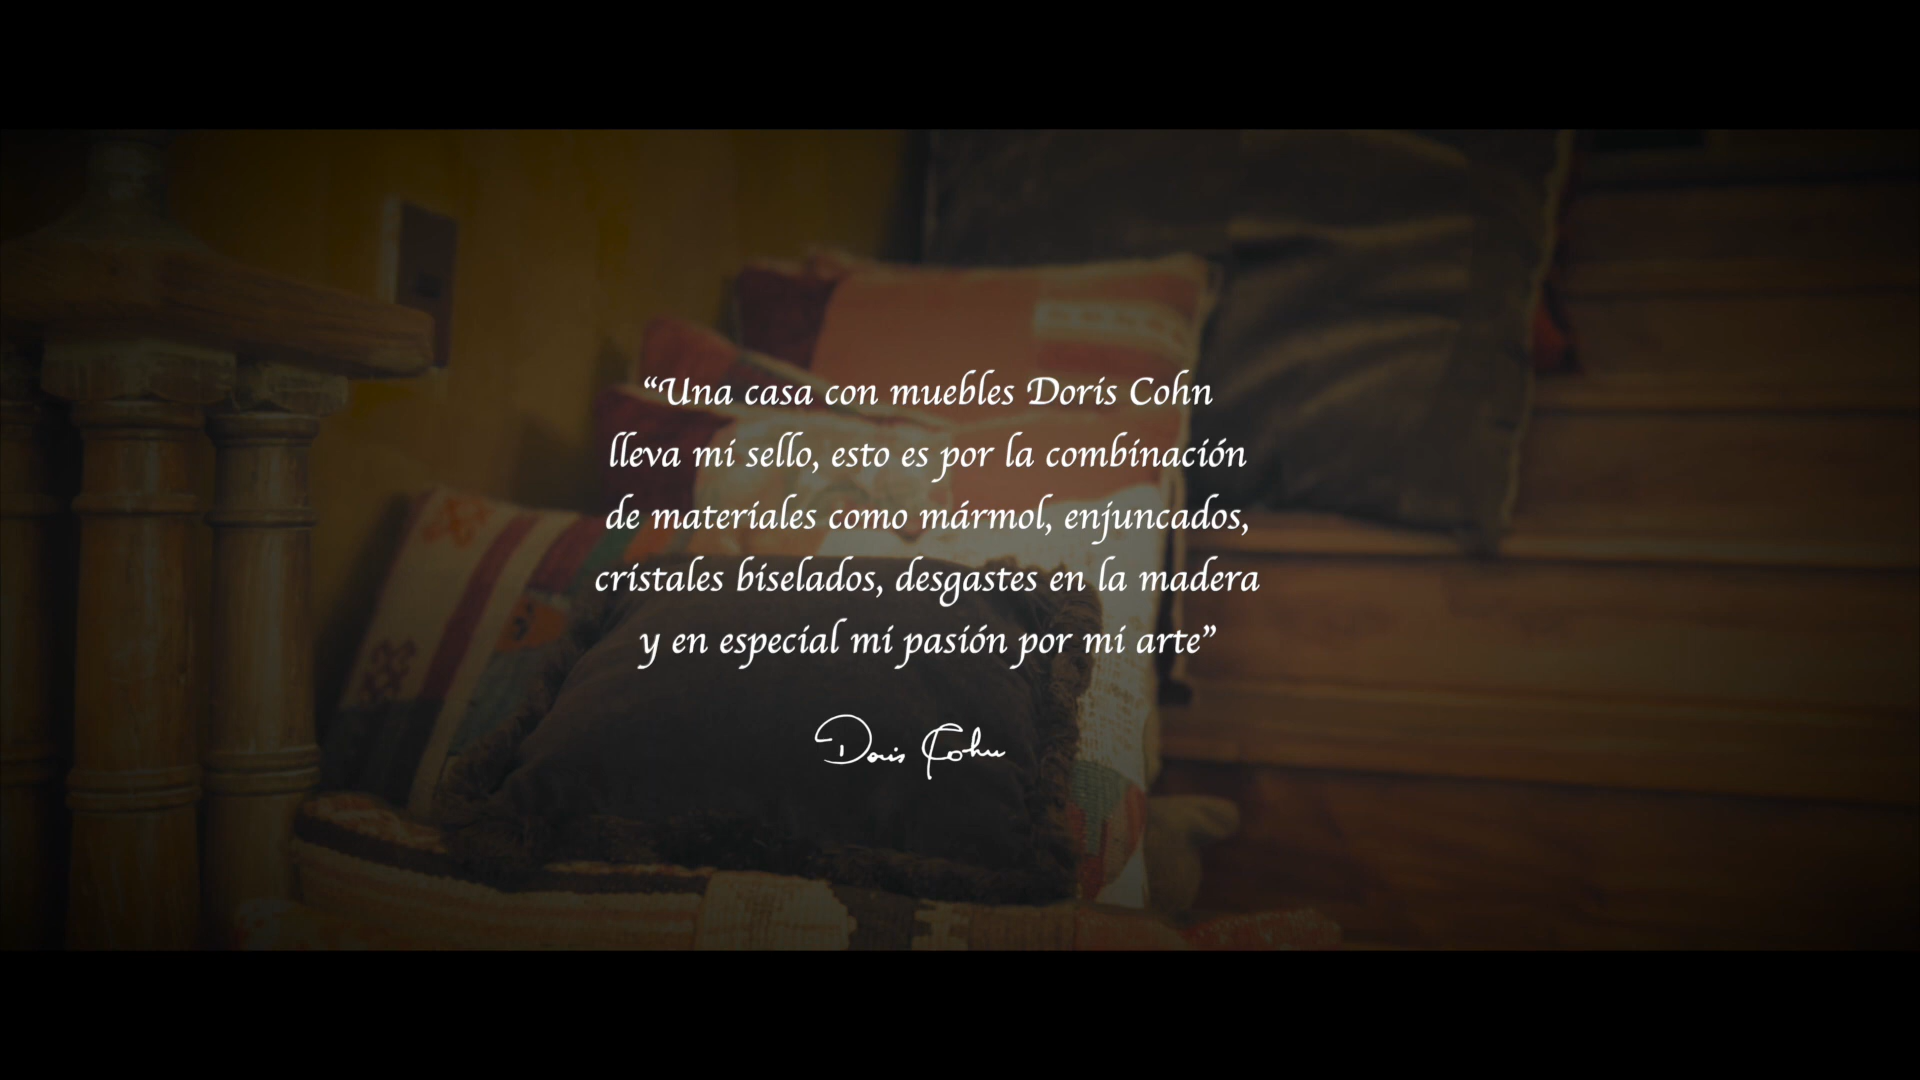 “Una casa con muebles Doris Cohn
lleva mi sello, esto es por la combinación
de materiales como mármol, enjuncados,
cristales biselados, desgastes en la madera
y en especial mi pasión por mi arte”
Doris Cohn